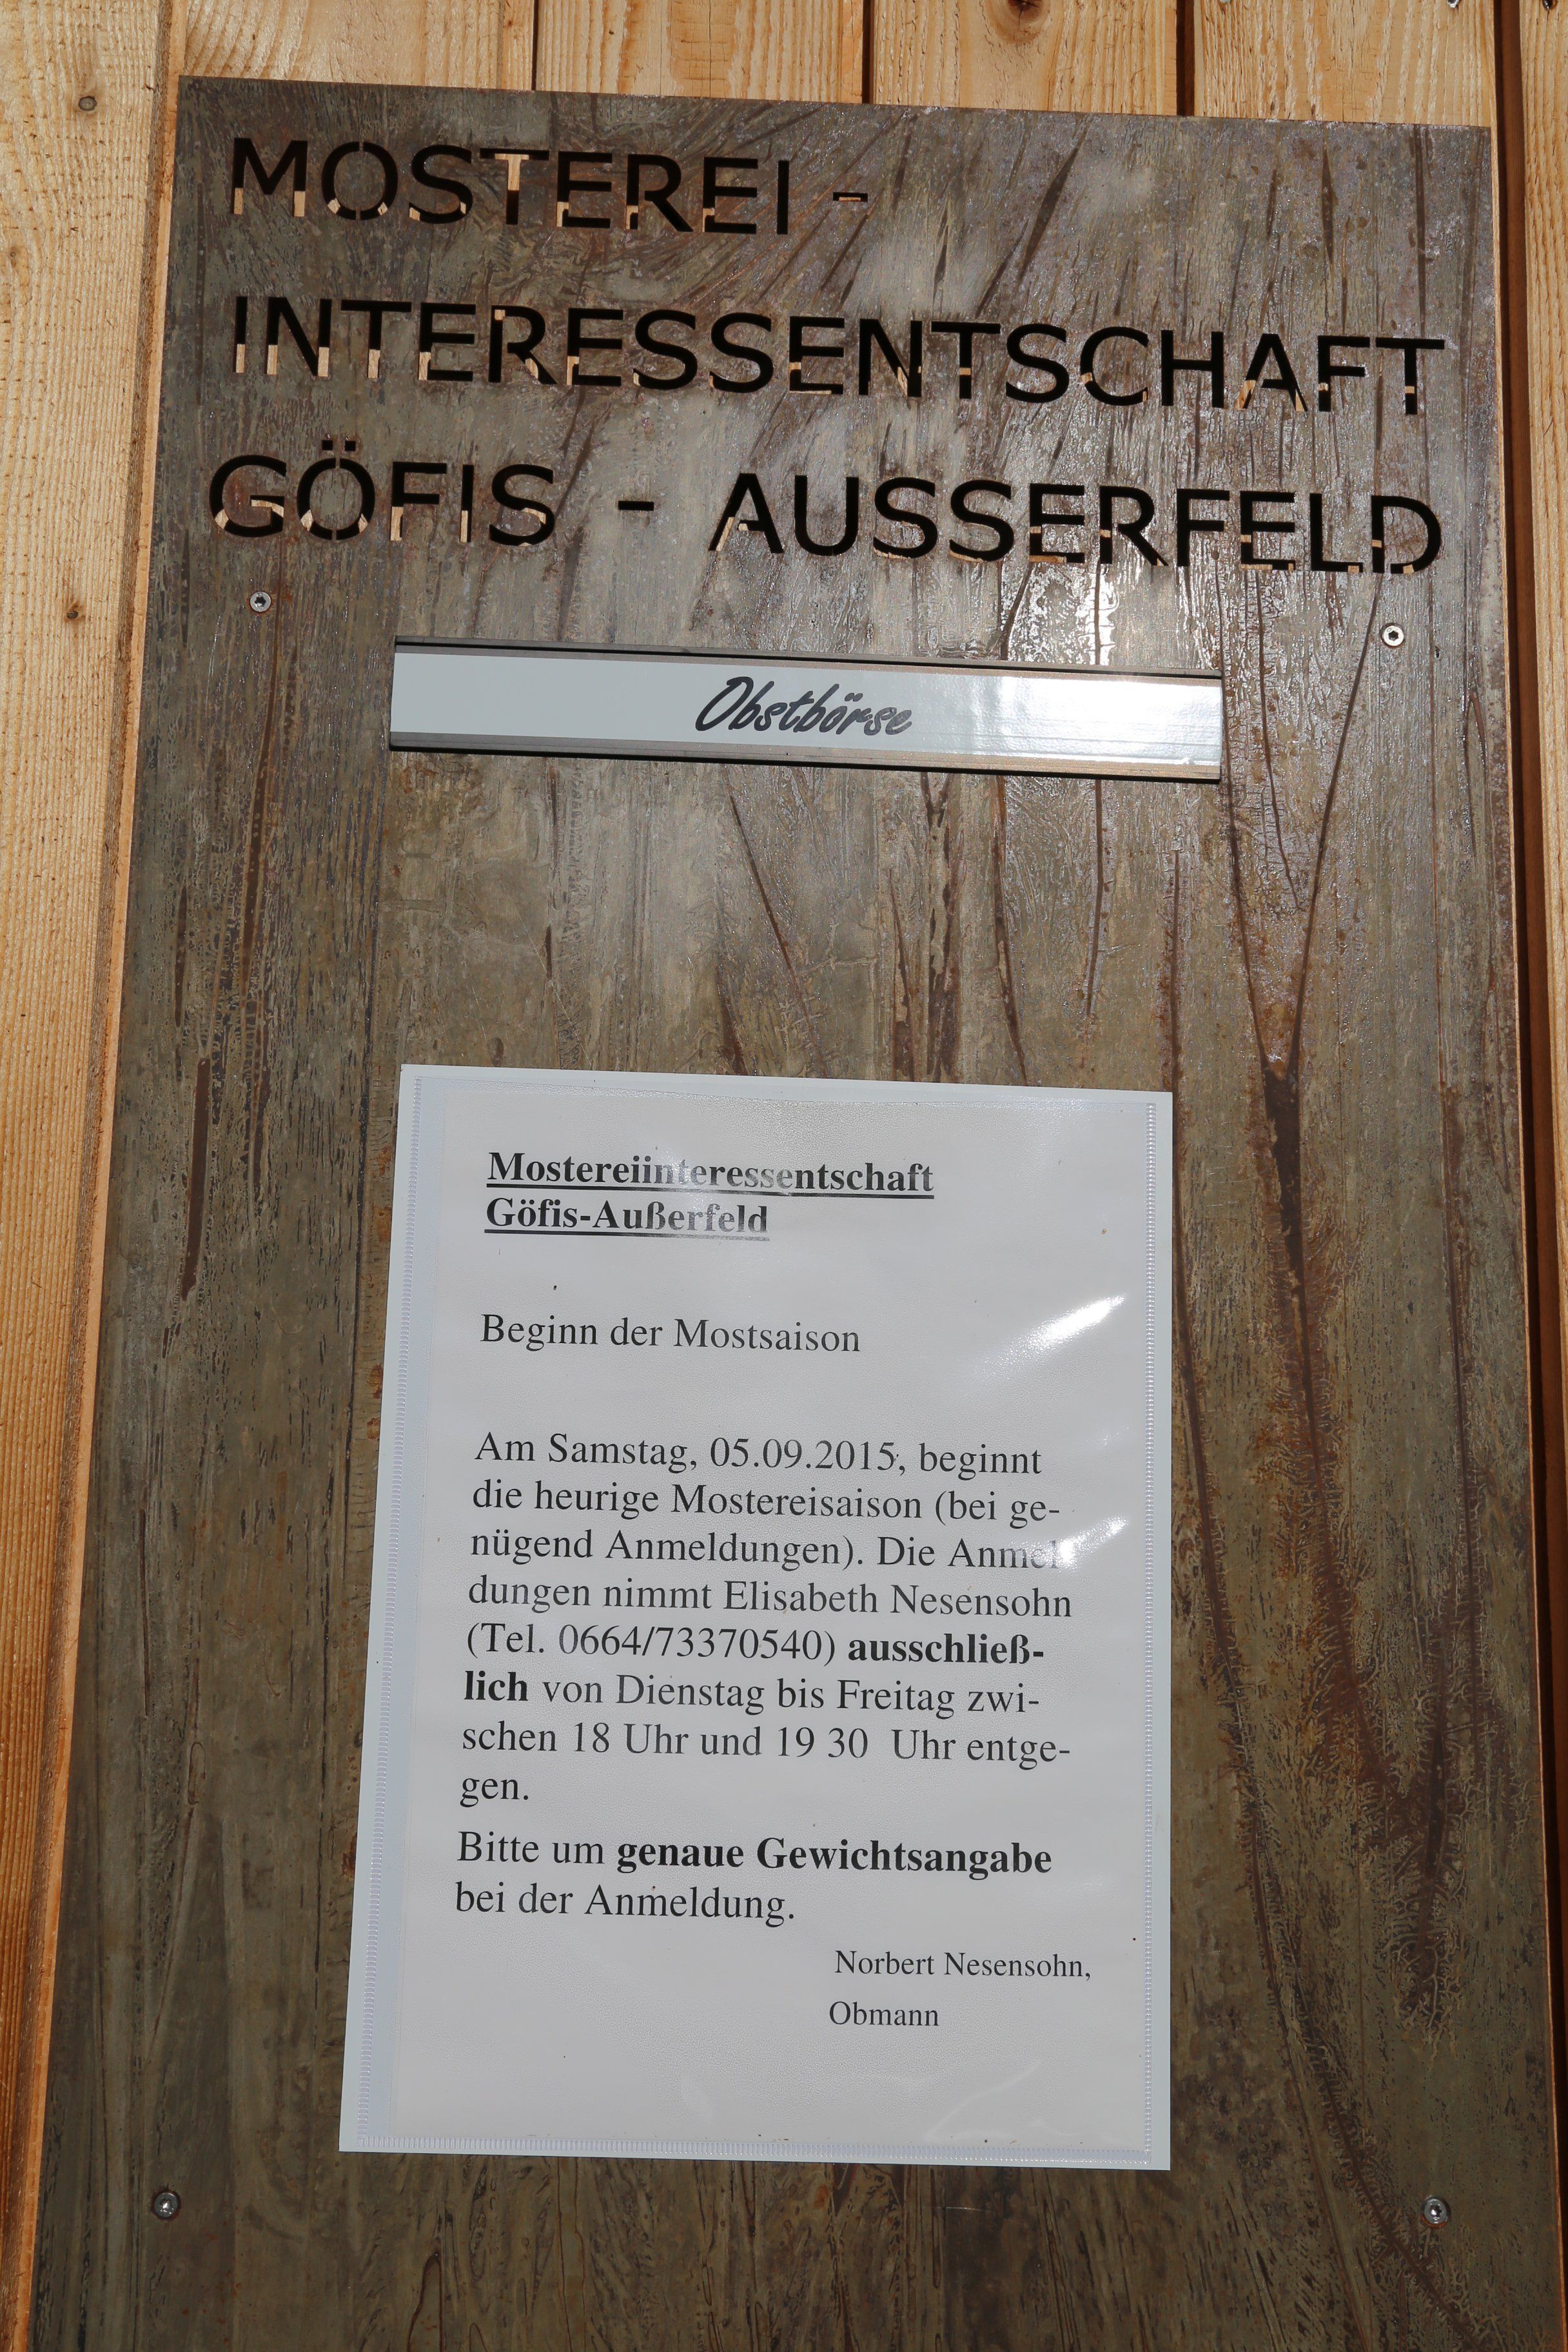 MOSTEREI -
INTERESSENTSCHAFT
GÖFIS - AUSSERFELD
Obstbörse
Mostereiinteressentschaft
Göfis-Außerfeld
Beginn der Mostsaison
Am Samstag, 05.09.2015, beginnt
die heurige Mostereisaison (bei ge-
nügend Anmeldungen). Die Anmel-
dungen nimmt Elisabeth Nesensohn
(Tel. 0664/73370540) ausschließ-
lich von Dienstag bis Freitag zwi-
schen 18 Uhr und 19 30 Uhr entge-
gen.
Bitte um genaue Gewichtsangabe
bei der Anmeldung.
Norbert Nesensohn,
Obmann